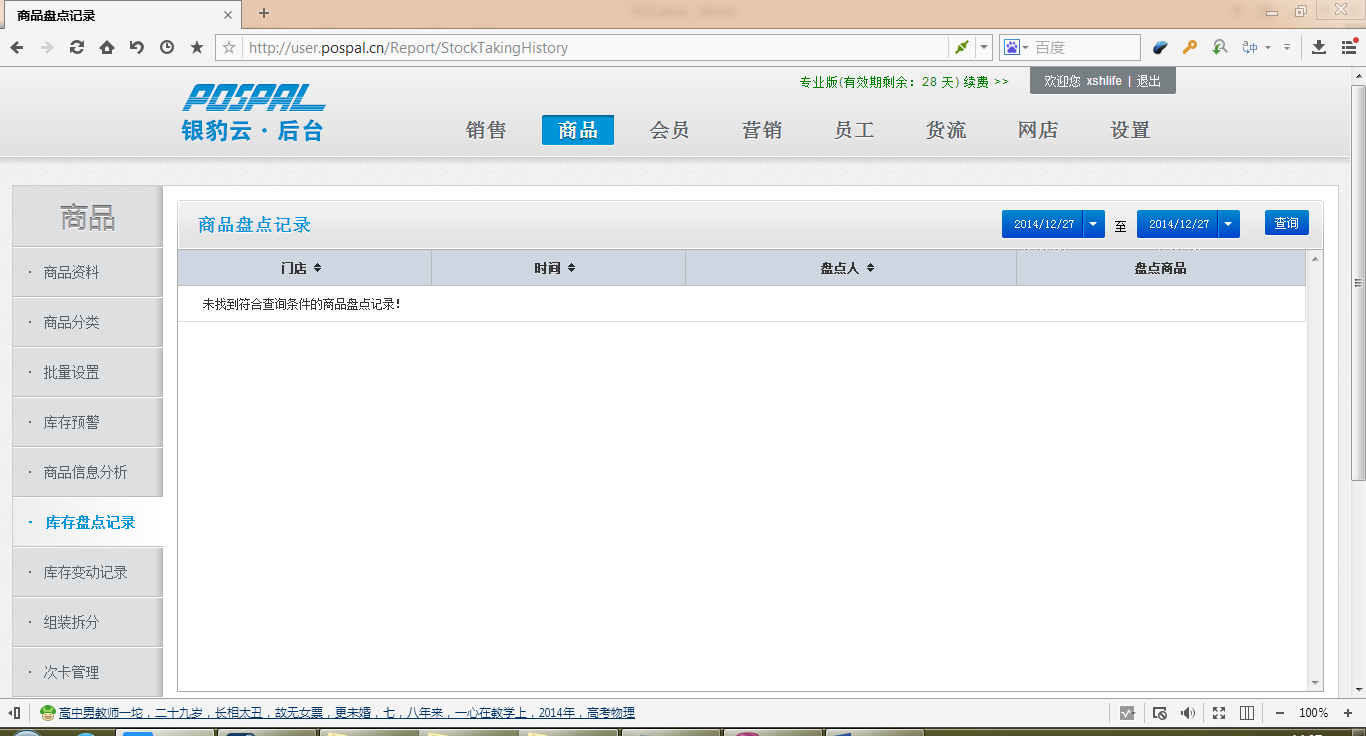 商品盘点记录
http://user.pospal.cn/Report/StockTakingHistory
百度
专业版(有效期剩余：28 天) 续费 >>
欢迎您 xshlife | 退出
POSPAL
银豹云·后台
销售 商品 会员 营销 员工 货流 网店 设置
商品
· 商品资料
· 商品分类
· 批量设置
· 库存预警
· 商品信息分析
· 库存盘点记录
· 库存变动记录
· 组装拆分
· 次卡管理
商品盘点记录
2014/12/27 至 2014/12/27 查询
门店 时间 盘点人 盘点商品
未找到符合查询条件的商品盘点记录！
高中男教师一坨，二十九岁，长相太丑，故无女票，更未婚，七，八年来，一心在教学上，2014年，高考物理
100%